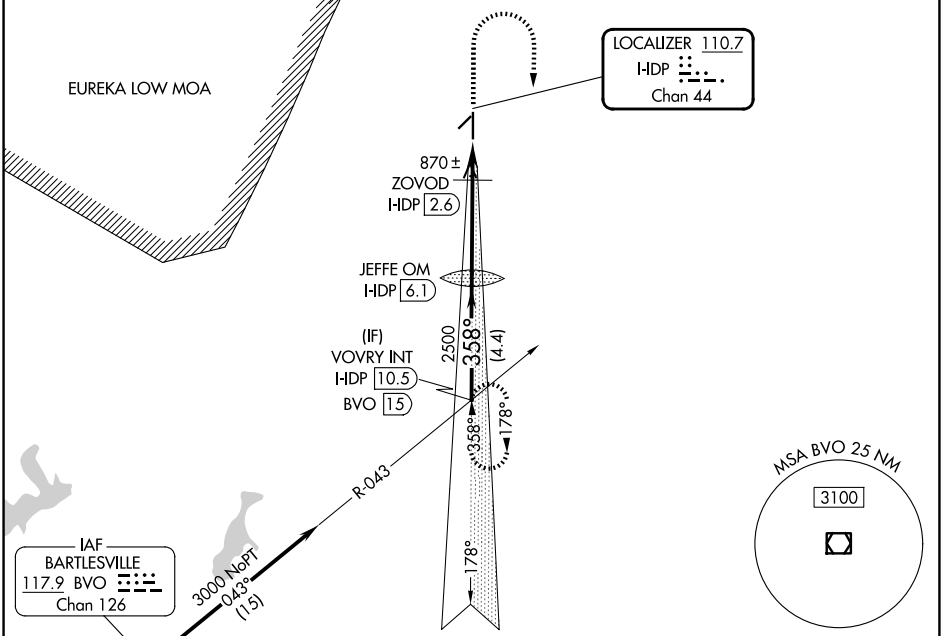 EUREKA LOW MOA
LOCALIZER 110.7
I-IDP
Chan 44
870 ±
ZOVOD
I-IDP 2.6
JEFFE OM
I-IDP 6.1
(IF)
VOVRY INT
I-IDP 10.5
BVO 15
2500
358°
(4.4)
358°
178°
R-043
178°
3000 NoPT
043°
(15)
IAF
BARTLESVILLE
117.9 BVO
Chan 126
MSA BVO 25 NM
3100